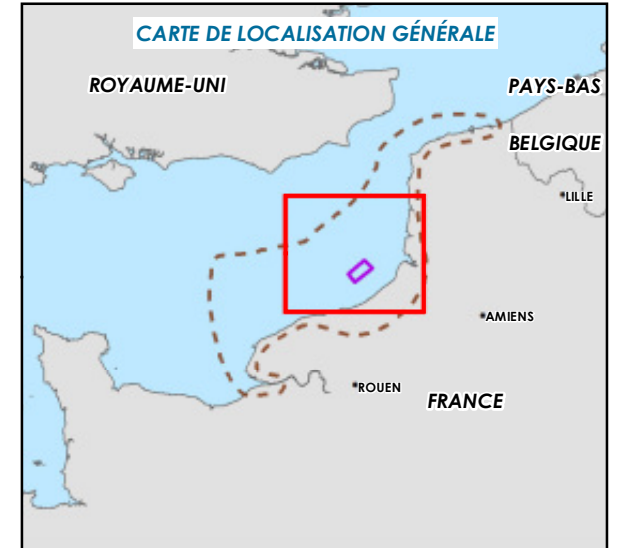 CARTE DE LOCALISATION GÉNÉRALE
ROYAUME-UNI
PAYS-BAS
BELGIQUE
LILLE
AMIENS
ROUEN
FRANCE